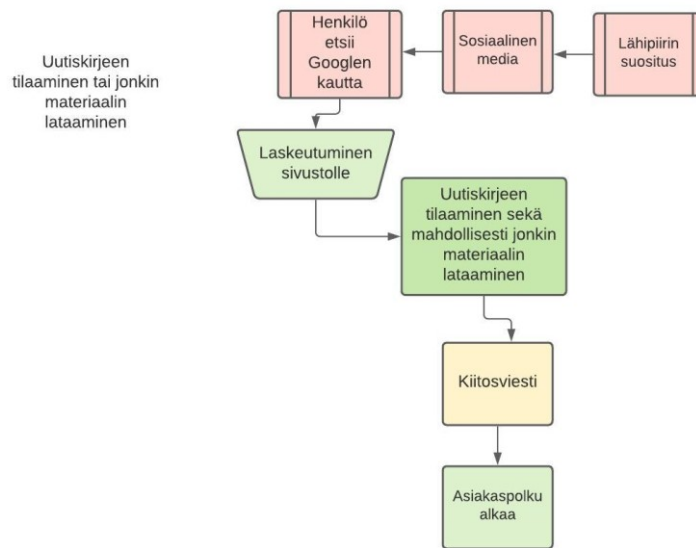 Uutiskirjeen
tilaaminen tai jonkin
materiaalin
lataaminen
Henkilö
etsii
Googlen
kautta
Sosiaalinen
media
Lähipiirin
suositus
Laskeutuminen
sivustolle
Uutiskirjeen
tilaaminen sekä
mahdollisesti jonkin
materiaalin
lataaminen
Kiitosviesti
Asiakaspolku
alkaa